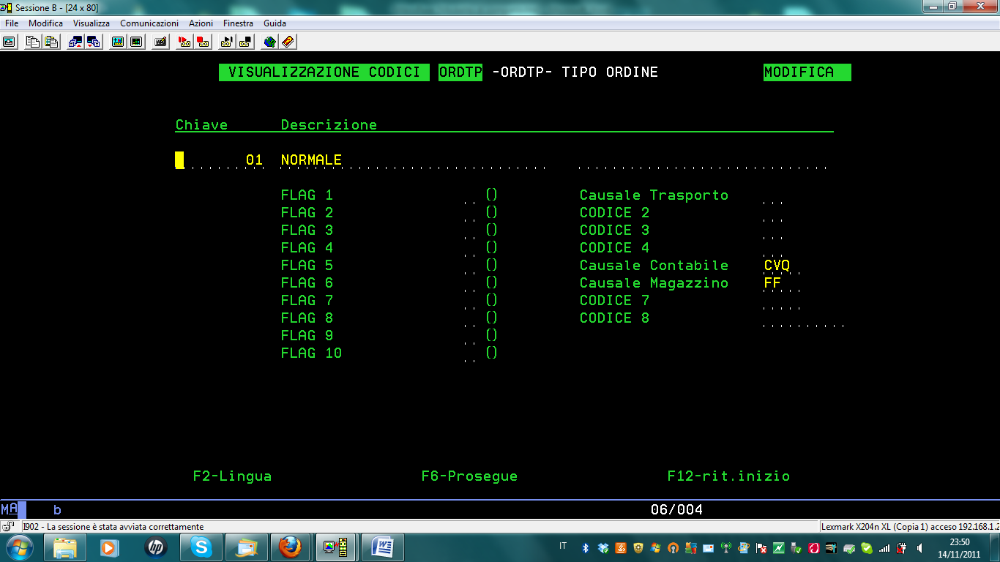 Sessione B - [24 x 80]
File Modifica Visualizza Comunicazioni Azioni Finestra Guida
VISUALIZZAZIONE CODICI ORDTP -ORDTP- TIPO ORDINE MODIFICA
Chiave Descrizione
01 NORMALE
FLAG 1 () Causale Trasporto
FLAG 2 () CODICE 2
FLAG 3 () CODICE 3
FLAG 4 () CODICE 4
FLAG 5 () Causale Contabile CVQ
FLAG 6 () Causale Magazzino FF
FLAG 7 () CODICE 7
FLAG 8 () CODICE 8
FLAG 9 ()
FLAG 10 ()
F2-Lingua F6-Prosegue F12-rit.inizio
MA b 06/004
I902 - La sessione è stata avviata correttamente Lexmark X204n XL (Copia 1) acceso 192.168.1.2
hp IT 23:50
14/11/2011